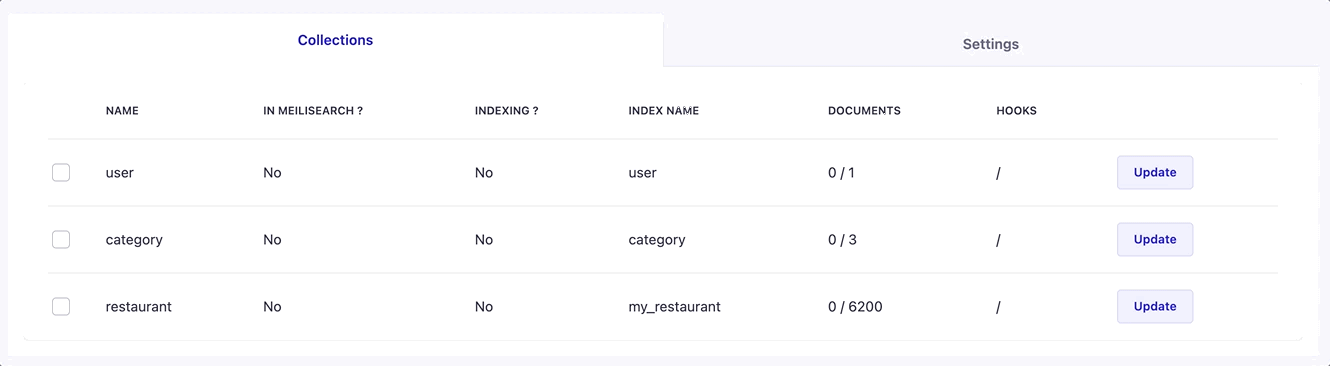 Collections Settings
NAME IN MEILISEARCH ? INDEXING ? INDEX NAME DOCUMENTS HOOKS
user No No user 0 / 1 / Update
category No No category 0 / 3 / Update
restaurant No No my_restaurant 0 / 6200 / Update